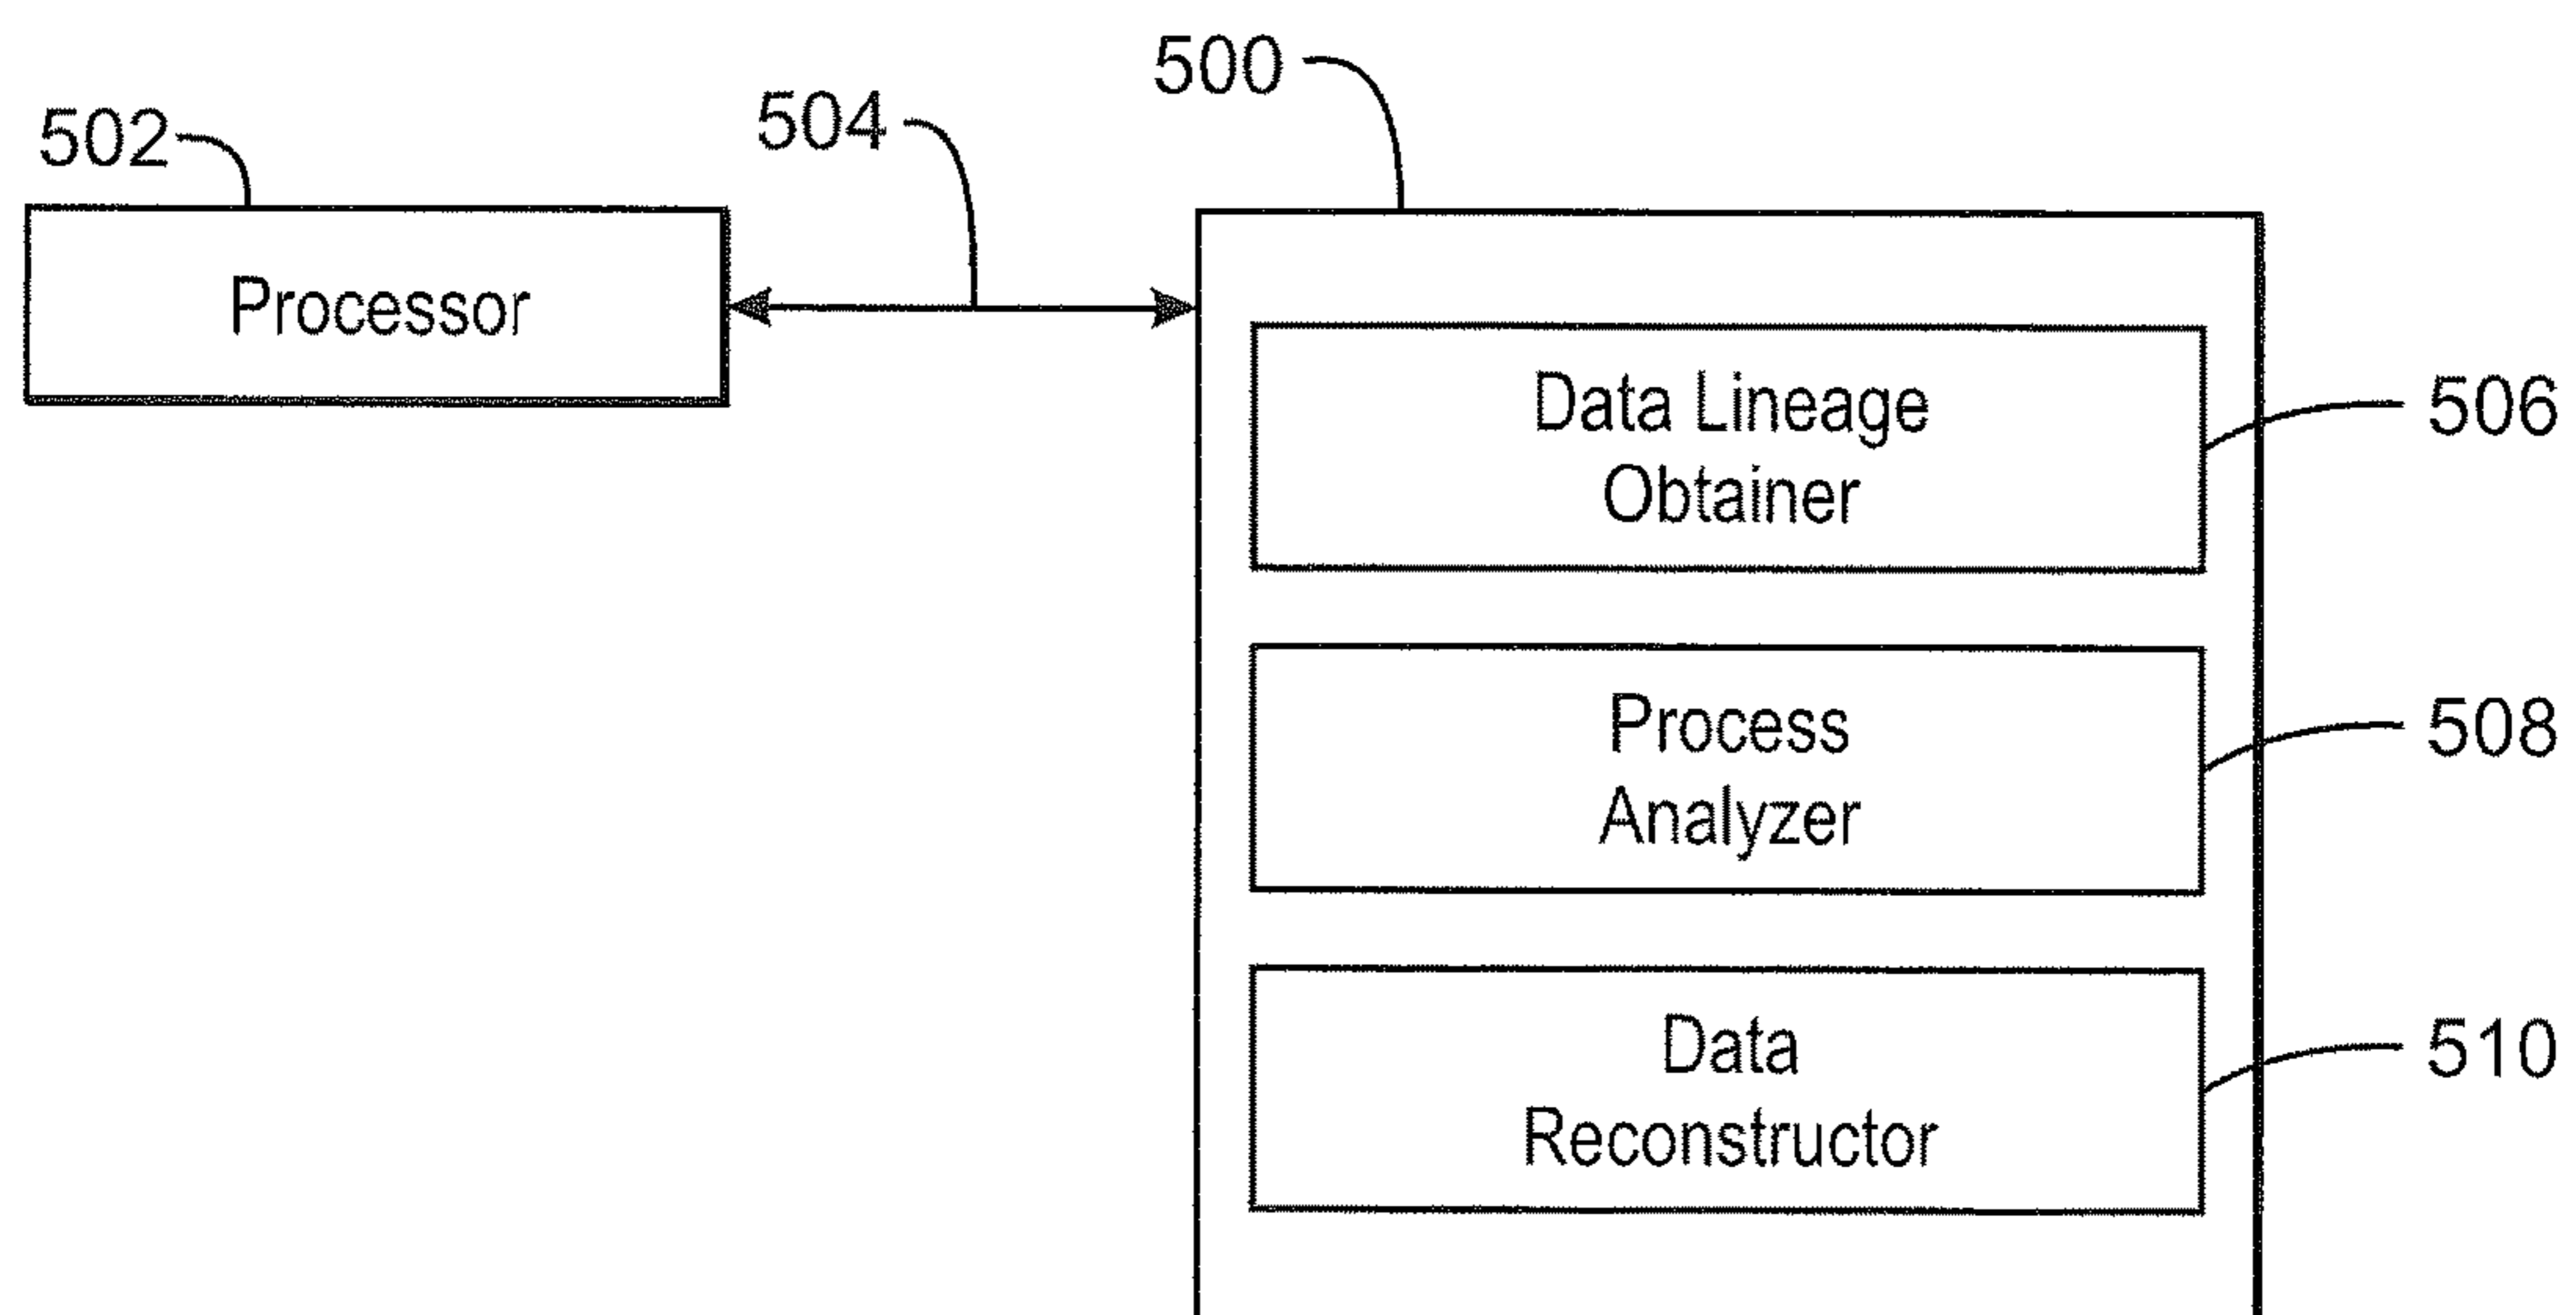 500
504
502
Processor
Data Lineage
Obtainer
506
Process
Analyzer
508
Data
Reconstructor
510